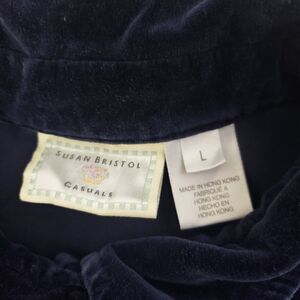 SUSAN BRISTOL
CASUALS
L
MADE IN HONG KONG
FABRIQUÉ À
HONG KONG
HECHO EN
HONG KONG